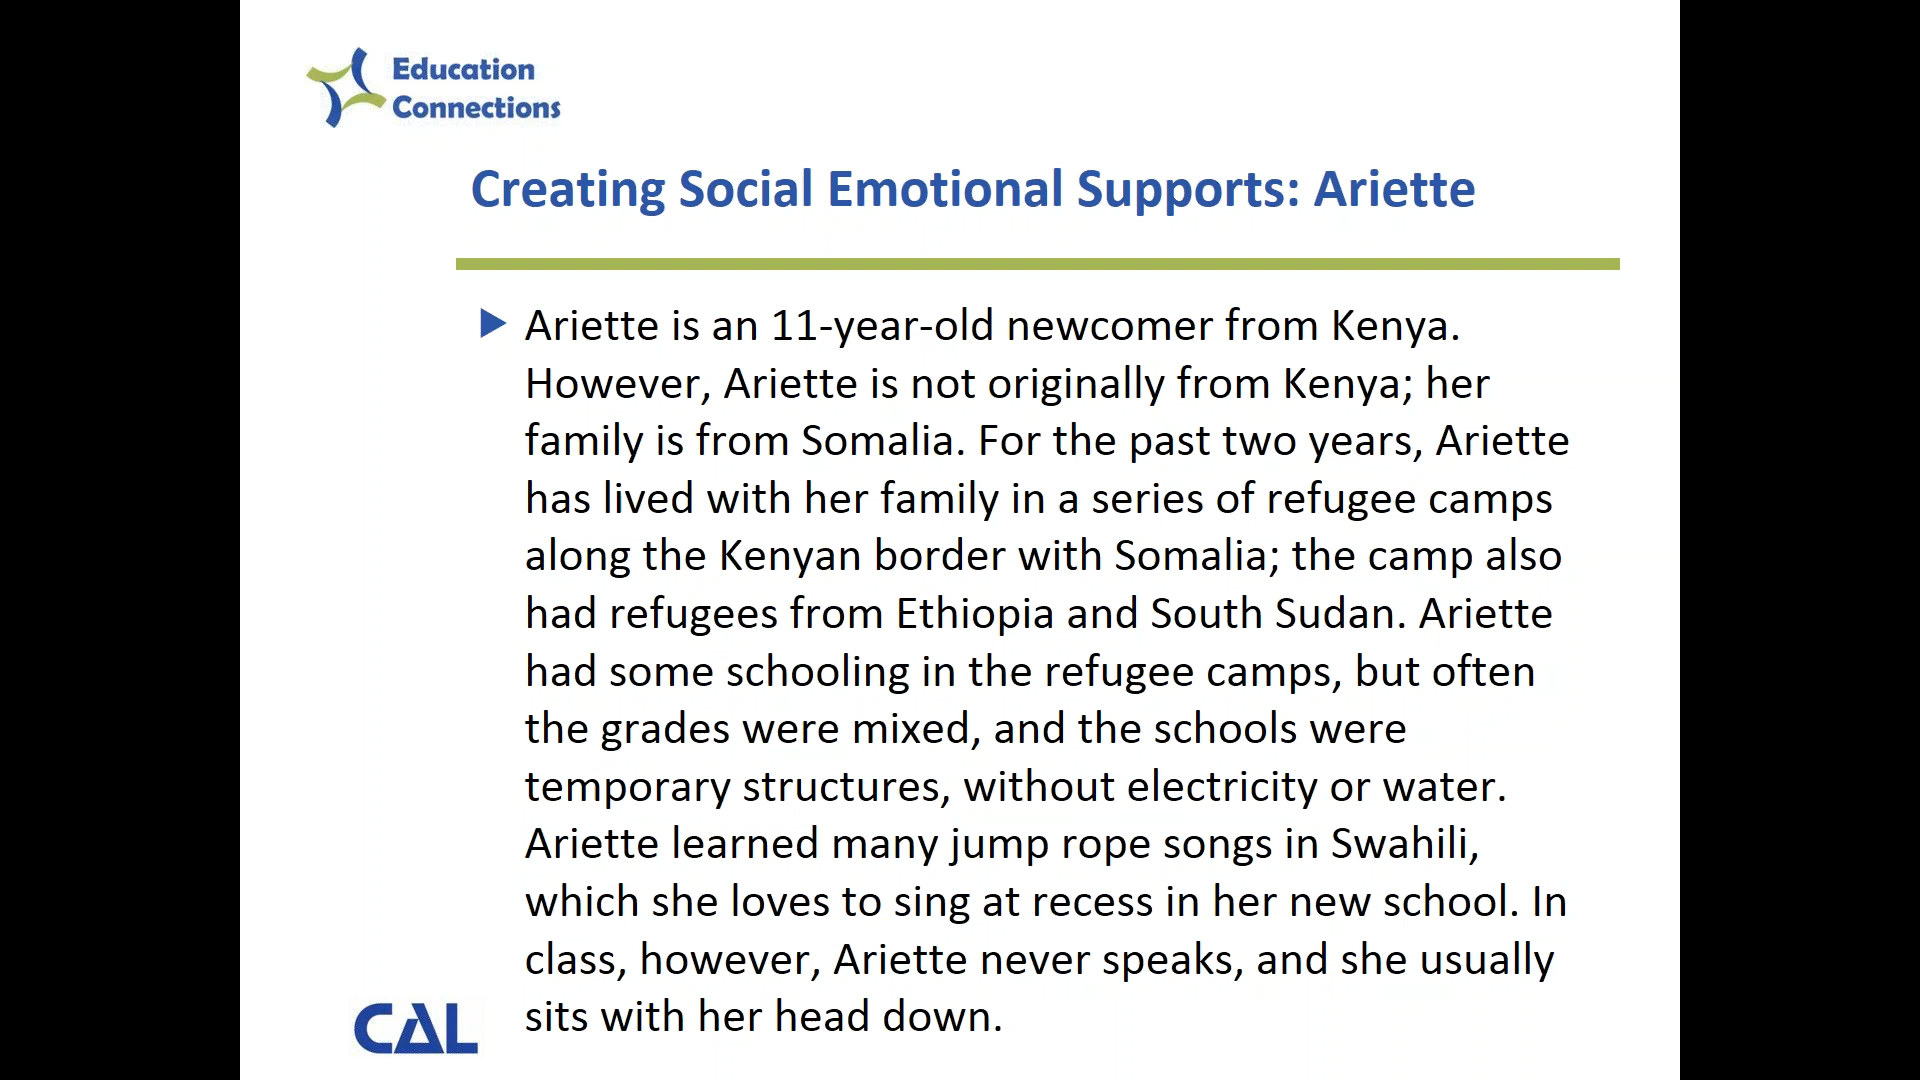 Education
Connections
Creating Social Emotional Supports: Ariette
Ariette is an 11-year-old newcomer from Kenya.
However, Ariette is not originally from Kenya; her
family is from Somalia. For the past two years, Ariette
has lived with her family in a series of refugee camps
along the Kenyan border with Somalia; the camp also
had refugees from Ethiopia and South Sudan. Ariette
had some schooling in the refugee camps, but often
the grades were mixed, and the schools were
temporary structures, without electricity or water.
Ariette learned many jump rope songs in Swahili,
which she loves to sing at recess in her new school. In
class, however, Ariette never speaks, and she usually
sits with her head down.
CAL